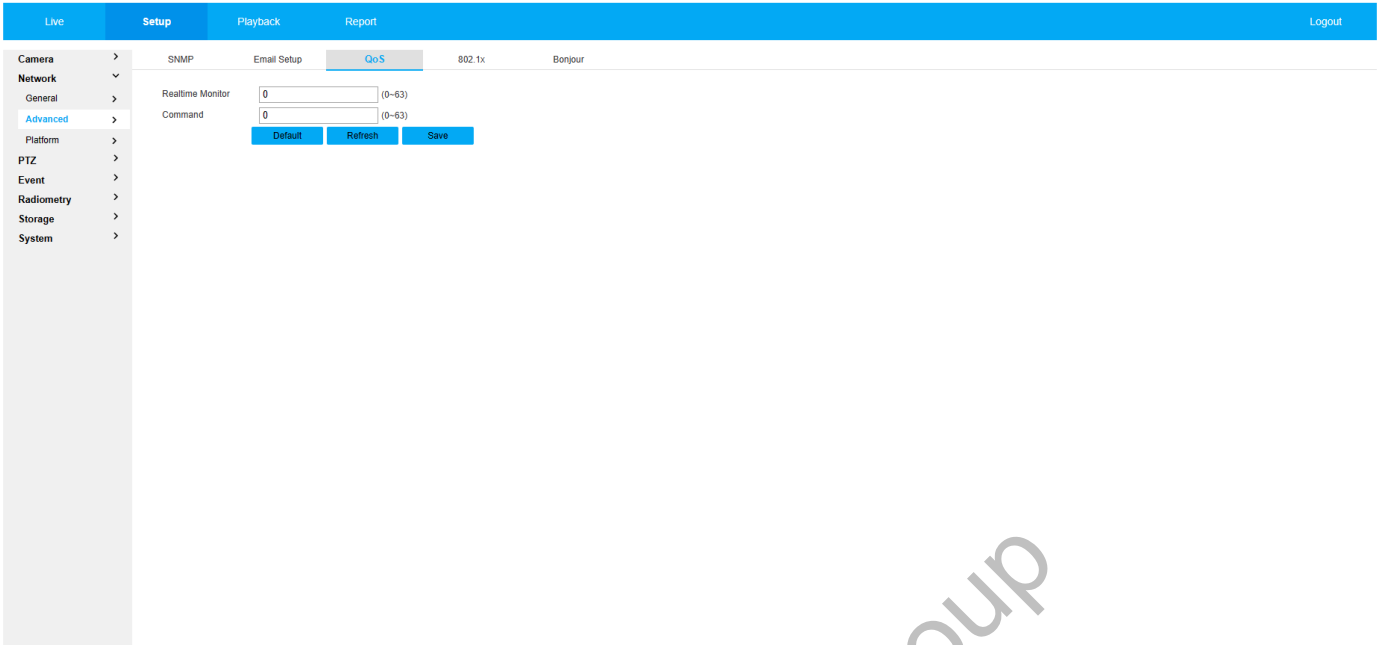 Live Setup Playback Report Logout
Camera
Network
General
Advanced
Platform
PTZ
Event
Radiometry
Storage
System
SNMP Email Setup QoS 802.1x Bonjour
Realtime Monitor 0 (0~63)
Command 0 (0~63)
Default Refresh Save